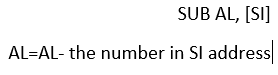 SUB AL, [SI]
AL=AL- the number in SI address